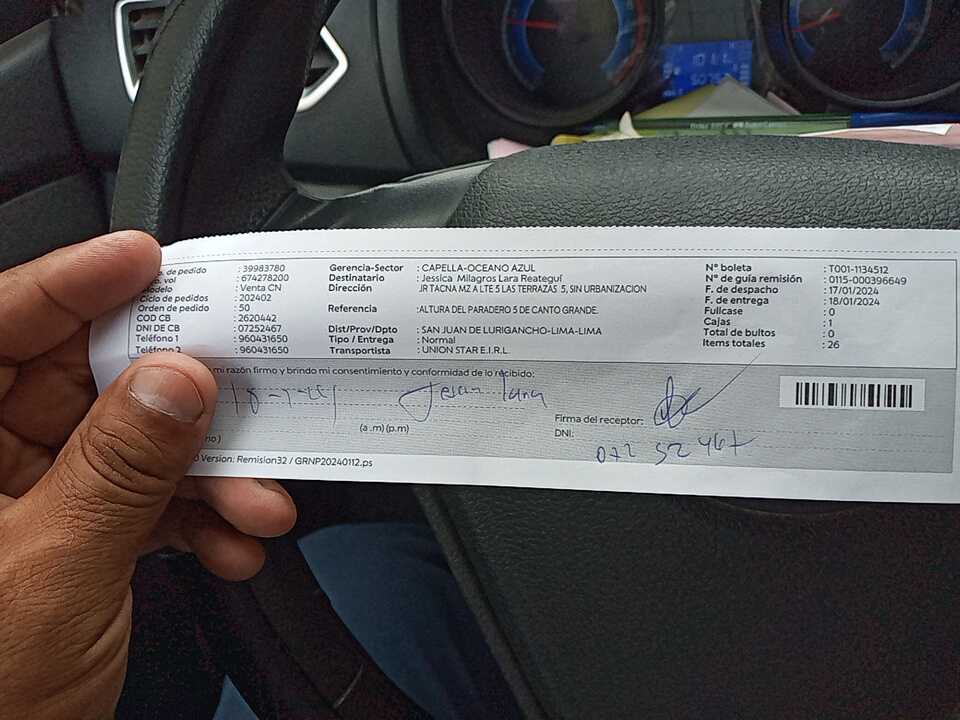 o. de pedido : 39983780
p. vol : 674278200
Modelo : Venta CN
Ciclo de pedidos : 202402
Orden de pedido : 50
COD CB : 2620442
DNI DE CB : 07252467
Teléfono 1 : 960431650
Teléfono 2 : 960431650
Gerencia-Sector : CAPELLA-OCEANO AZUL
Destinatario : Jessica Milagros Lara Reateguí
Dirección : JR TACNA MZ A LTE 5 LAS TERRAZAS 5, SIN URBANIZACION
Referencia :ALTURA DEL PARADERO 5 DE CANTO GRANDE.
Dist/Prov/Dpto : SAN JUAN DE LURIGANCHO-LIMA-LIMA
Tipo / Entrega : Normal
Transportista : UNION STAR E.I.R.L.
N° boleta : T001-1134512
N° de guía remisión : 0115-000396649
F. de despacho : 17/01/2024
F. de entrega : 18/01/2024
Fullcase : 0
Cajas : 1
Total de bultos : 0
Items totales : 26
mi razón firmo y brindo mi consentimiento y conformidad de lo recibido:
Lara
(a .m) (p.m)
Firma del receptor:
DNI: 072 52 467
rio )
Version: Remision32 / GRNP20240112.ps